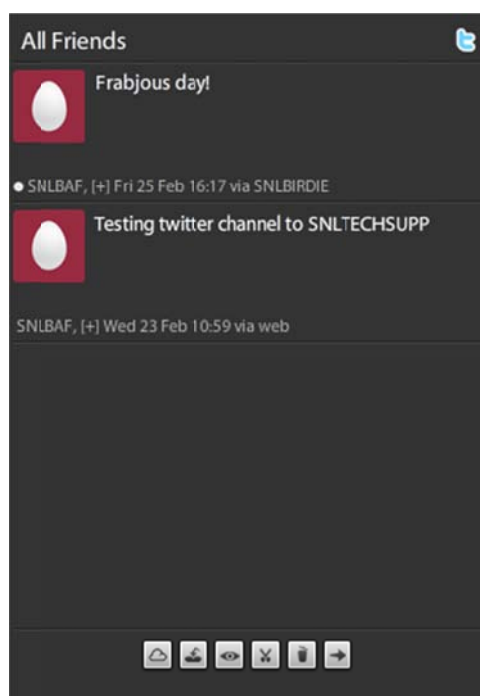 All Friends
Frabjous day!
SNLBAF, [+] Fri 25 Feb 16:17 via SNLBIRDIE
Testing twitter channel to SNLTECHSUPP
SNLBAF, [+] Wed 23 Feb 10:59 via web